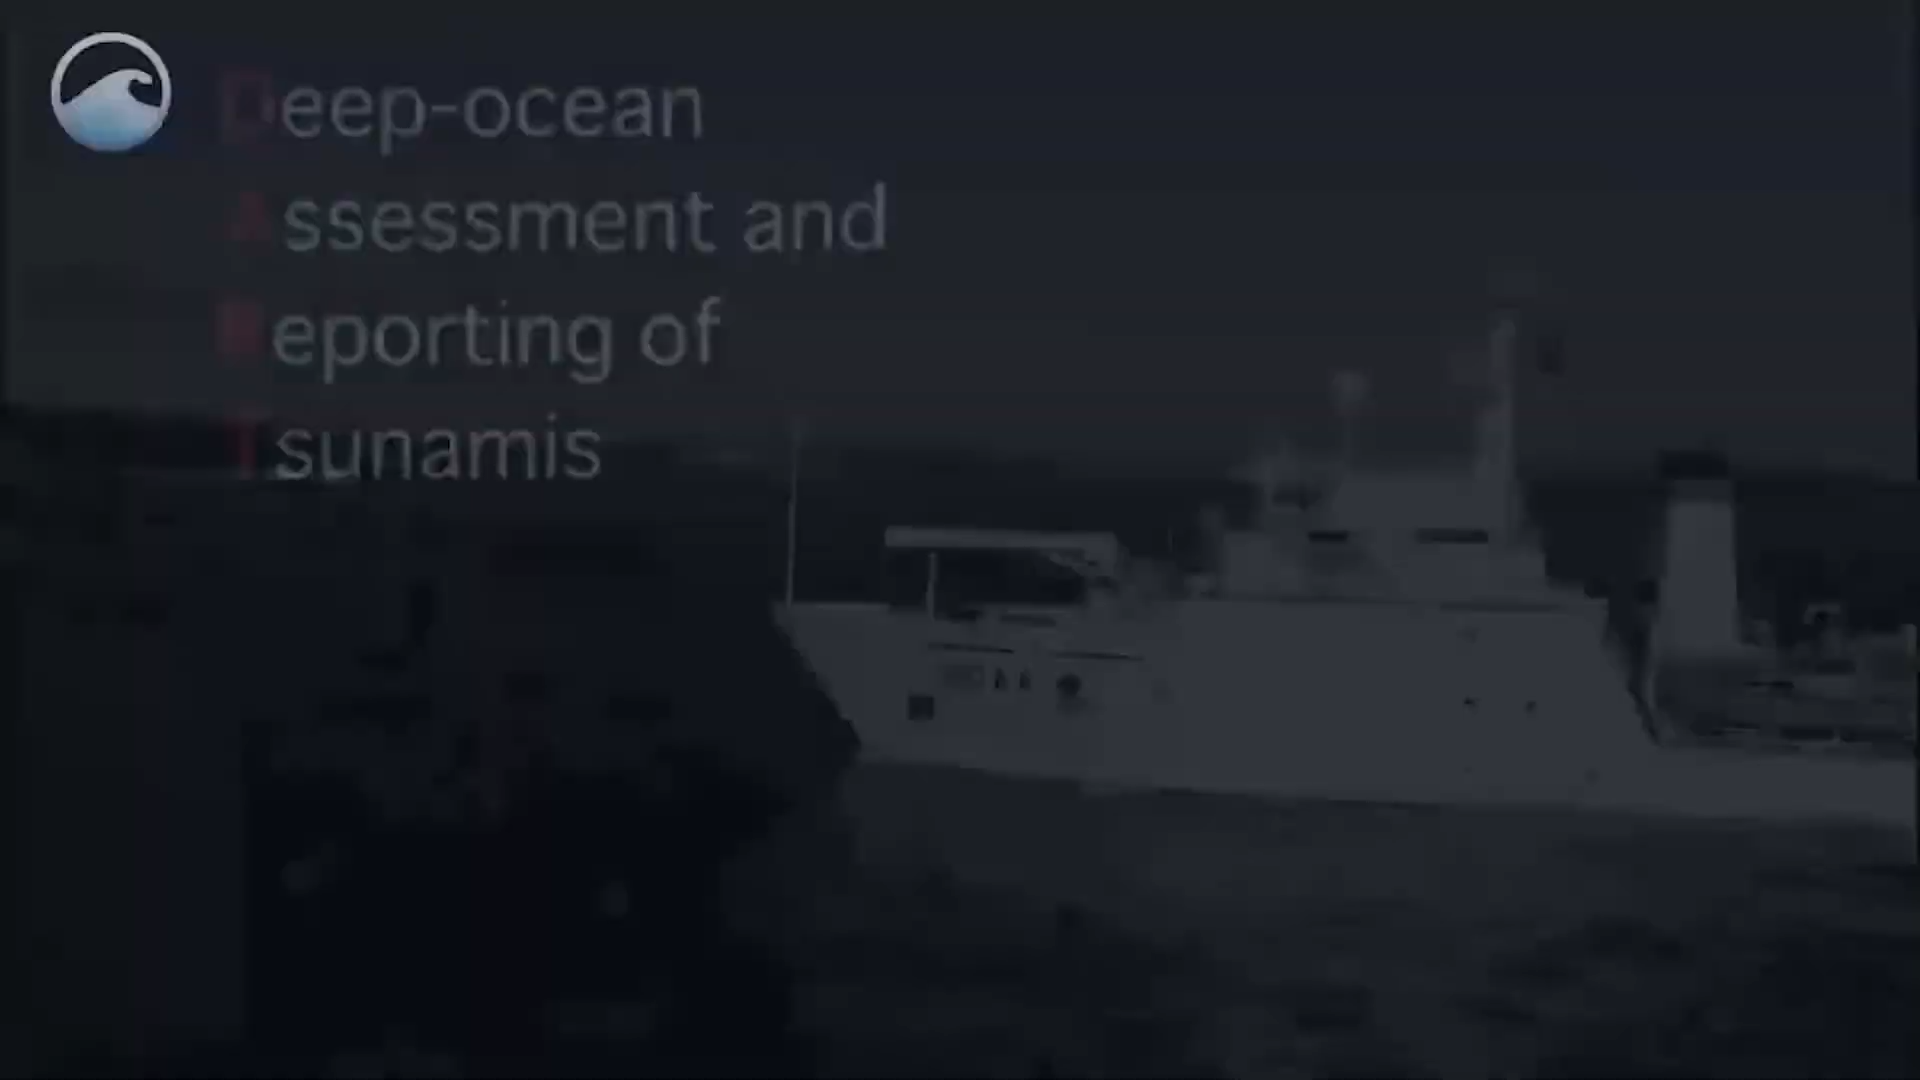 Deep-ocean
Assessment and
Reporting of
Tsunamis